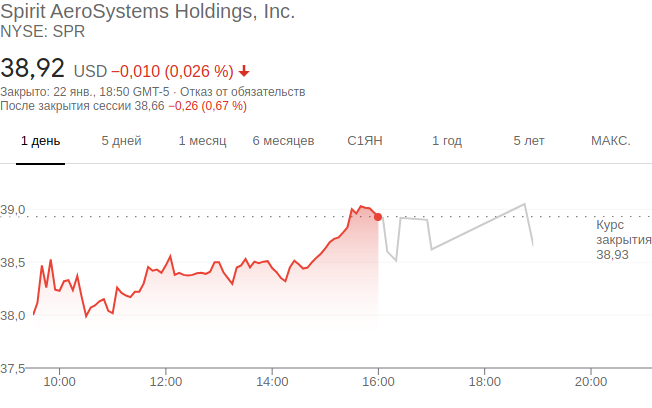 Spirit AeroSystems Holdings, Inc.
NYSE: SPR
38,92 USD −0,010 (0,026 %)
Закрыто: 22 янв., 18:50 GMT-5 · Отказ от обязательств
После закрытия сессии 38,66 −0,26 (0,67 %)
1 день 5 дней 1 месяц 6 месяцев С1ЯН 1 год 5 лет МАКС.
39,0
Курс
закрытия
38,93
38,5
38,0
37,5
10:00 12:00 14:00 16:00 18:00 20:00